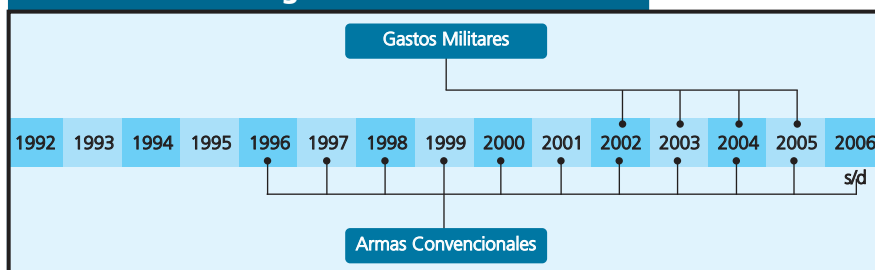 Gastos Militares
1992 1993 1994 1995 1996 1997 1998 1999 2000 2001 2002 2003 2004 2005 2006
s/d
Armas Convencionales